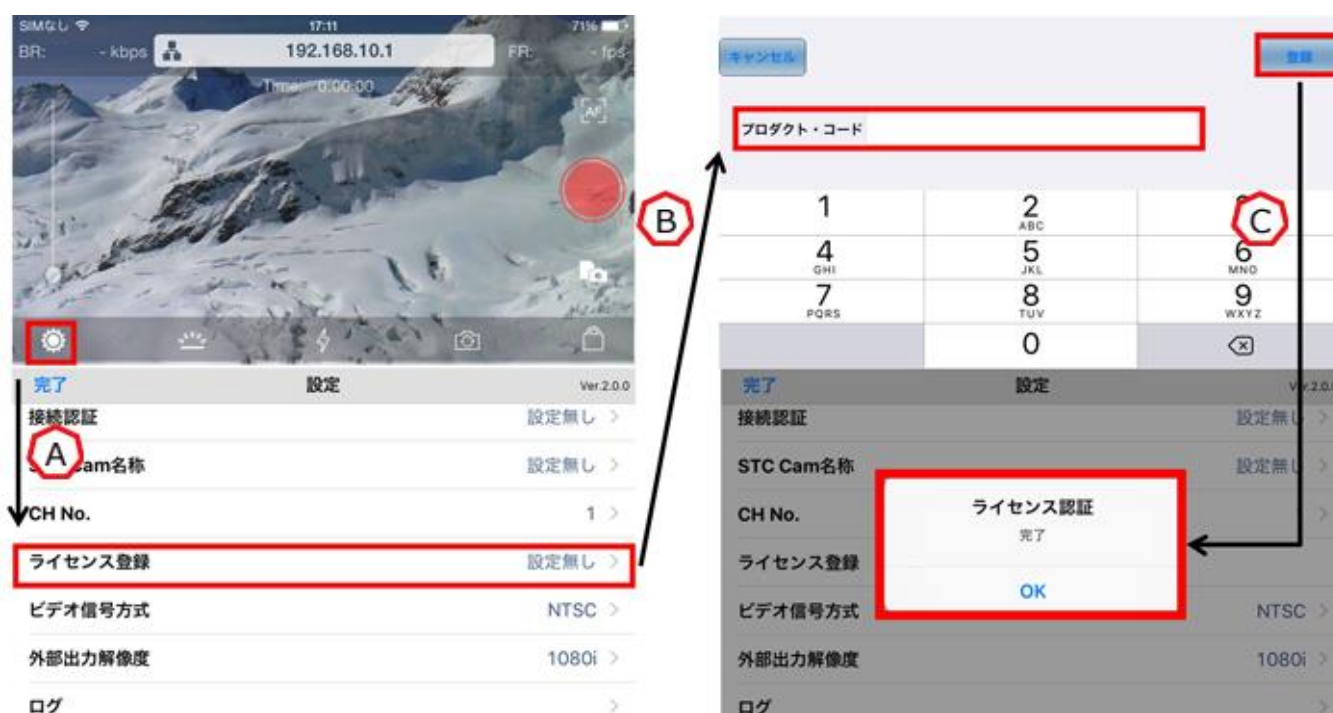 SIMなし 17:11 71%
BR: - kbps 192.168.10.1 FR: - fps
Time: 0:00:00
AF
完了 設定 Ver.2.0.0
接続認証 設定無し
A
Cam名称 設定無し
CH No. 1
ライセンス登録 設定無し
ビデオ信号方式 NTSC
外部出力解像度 1080i
ログ
B
キャンセル 登録
プロダクト・コード
1 2
ABC
C
4 5 6
GHI JKL MNO
7 8 9
PQRS TUV WXYZ
0
完了 設定
接続認証 設定無し
STC Cam名称 設定無し
CH No.
ライセンス登録
ビデオ信号方式 NTSC
外部出力解像度 1080i
ログ
ライセンス認証
完了
OK